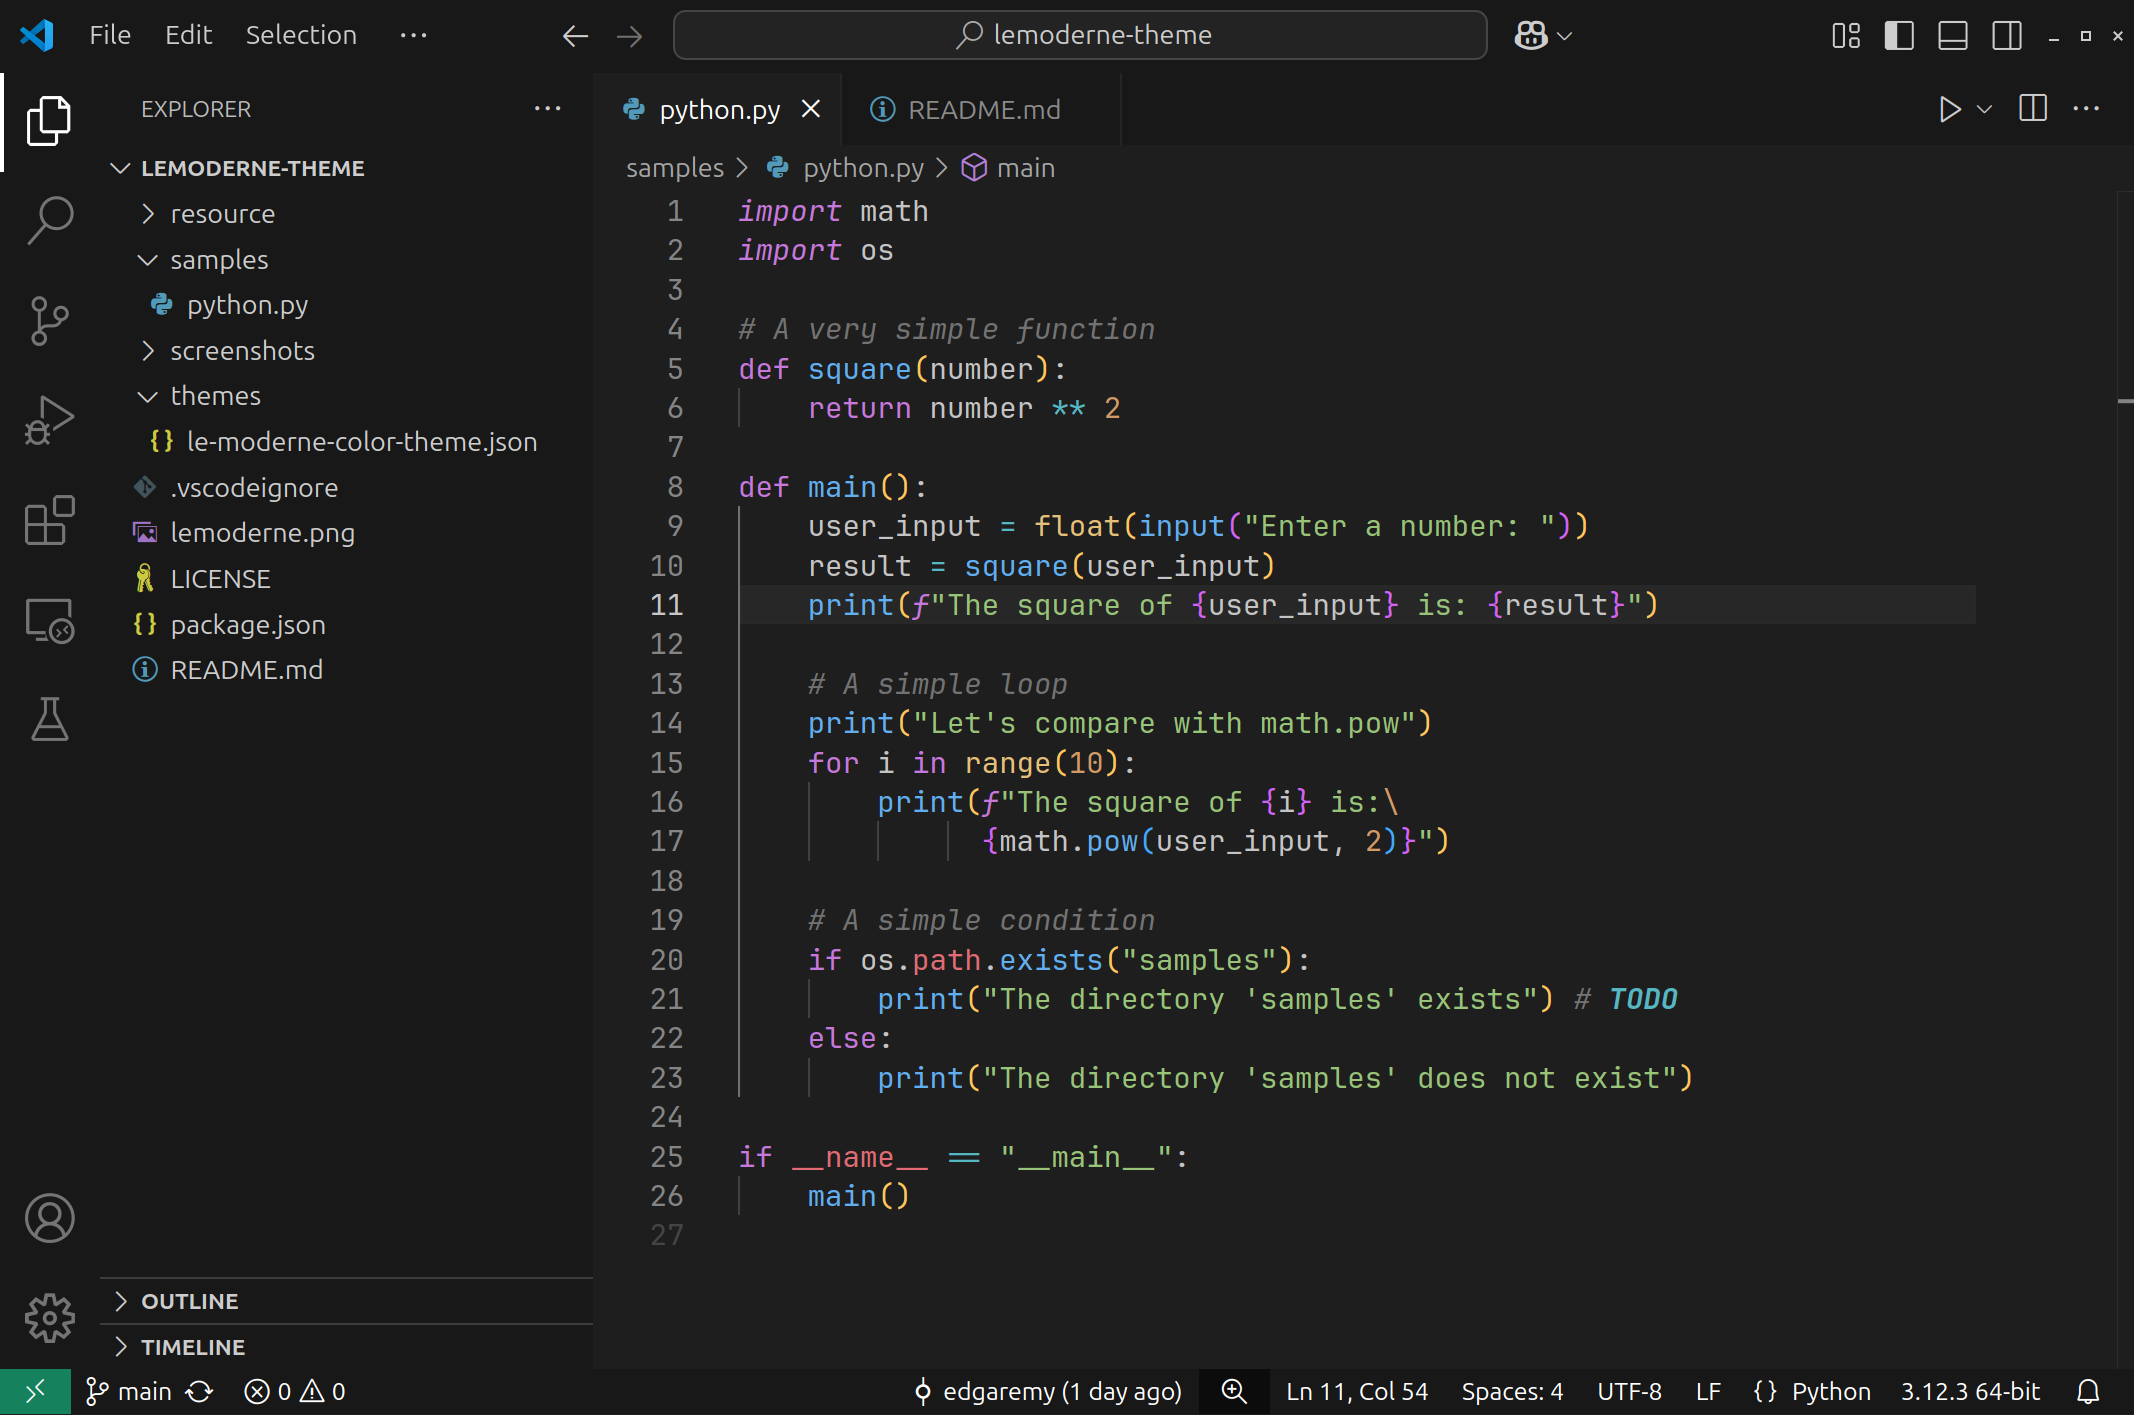 File Edit Selection ···
lemoderne-theme
EXPLORER
LEMODERNE-THEME
resource
samples
python.py
screenshots
themes
{} le-moderne-color-theme.json
.vscodeignore
lemoderne.png
LICENSE
{} package.json
README.md
OUTLINE
TIMELINE
python.py README.md
samples > python.py > main
1 import math
2 import os
3
4 # A very simple function
5 def square(number):
6     return number ** 2
7
8 def main():
9     user_input = float(input("Enter a number: "))
10     result = square(user_input)
11     print(f"The square of {user_input} is: {result}")
12
13     # A simple loop
14     print("Let's compare with math.pow")
15     for i in range(10):
16         print(f"The square of {i} is:\
17               {math.pow(user_input, 2)}")
18
19     # A simple condition
20     if os.path.exists("samples"):
21         print("The directory 'samples' exists") # TODO
22     else:
23         print("The directory 'samples' does not exist")
24
25 if __name__ == "__main__":
26     main()
27
main 0 0 edgaremy (1 day ago) Ln 11, Col 54 Spaces: 4 UTF-8 LF {} Python 3.12.3 64-bit